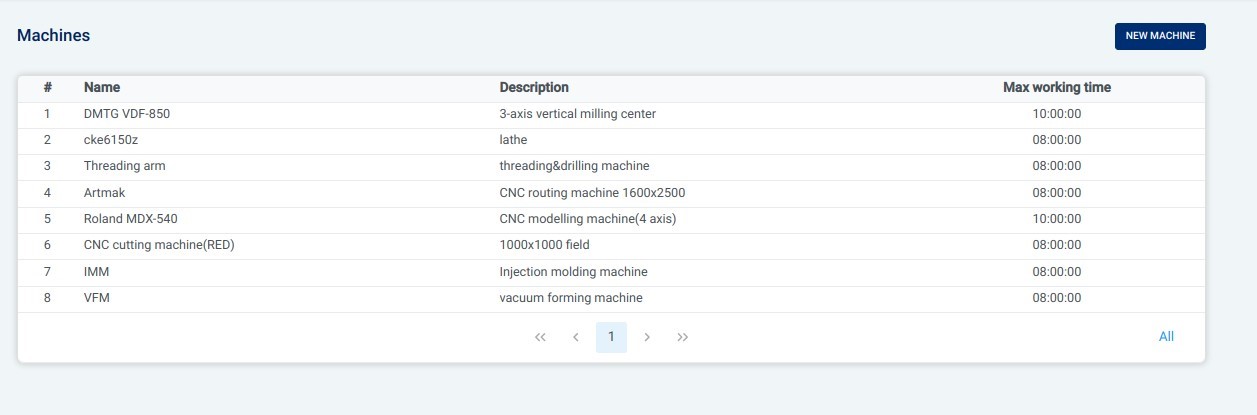 Machines
NEW MACHINE
# Name Description Max working time
1 DMTG VDF-850 3-axis vertical milling center 10:00:00
2 cke6150z lathe 08:00:00
3 Threading arm threading&drilling machine 08:00:00
4 Artmak CNC routing machine 1600x2500 08:00:00
5 Roland MDX-540 CNC modelling machine(4 axis) 10:00:00
6 CNC cutting machine(RED) 1000x1000 field 08:00:00
7 IMM Injection molding machine 08:00:00
8 VFM vacuum forming machine 08:00:00
1 All